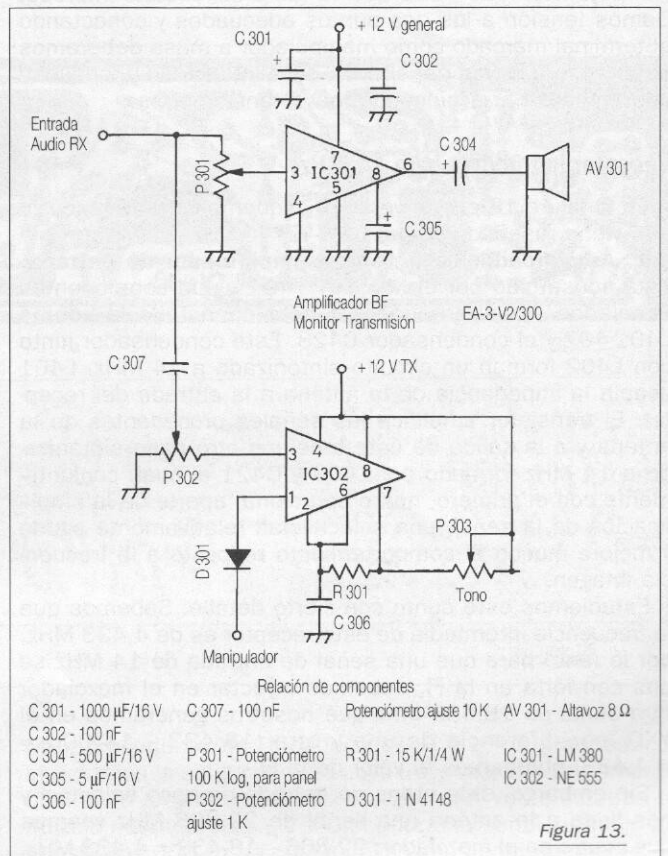 + 12 V general
C 301
C 302
Entrada
Audio RX
P 301
3
7
IC301
8
6
4
5
C 304
AV 301
C 305
Amplificador BF
Monitor Transmisión
EA-3-V2/300
C 307
+ 12 V TX
P 302
3
4
8
IC302
1
2
6
7
D 301
P 303
R 301
C 306
Tono
Manipulador
Relación de componentes
C 301 - 1000 µF/16 V
C 302 - 100 nF
C 304 - 500 µF/16 V
C 305 - 5 µF/16 V
C 306 - 100 nF
C 307 - 100 nF
P 301 - Potenciómetro
100 K log, para panel
P 302 - Potenciómetro
ajuste 1 K
Potenciómetro ajuste 10 K
R 301 - 15 K/1/4 W
D 301 - 1 N 4148
AV 301 - Altavoz 8 Ω
IC 301 - LM 380
IC 302 - NE 555
Figura 13.